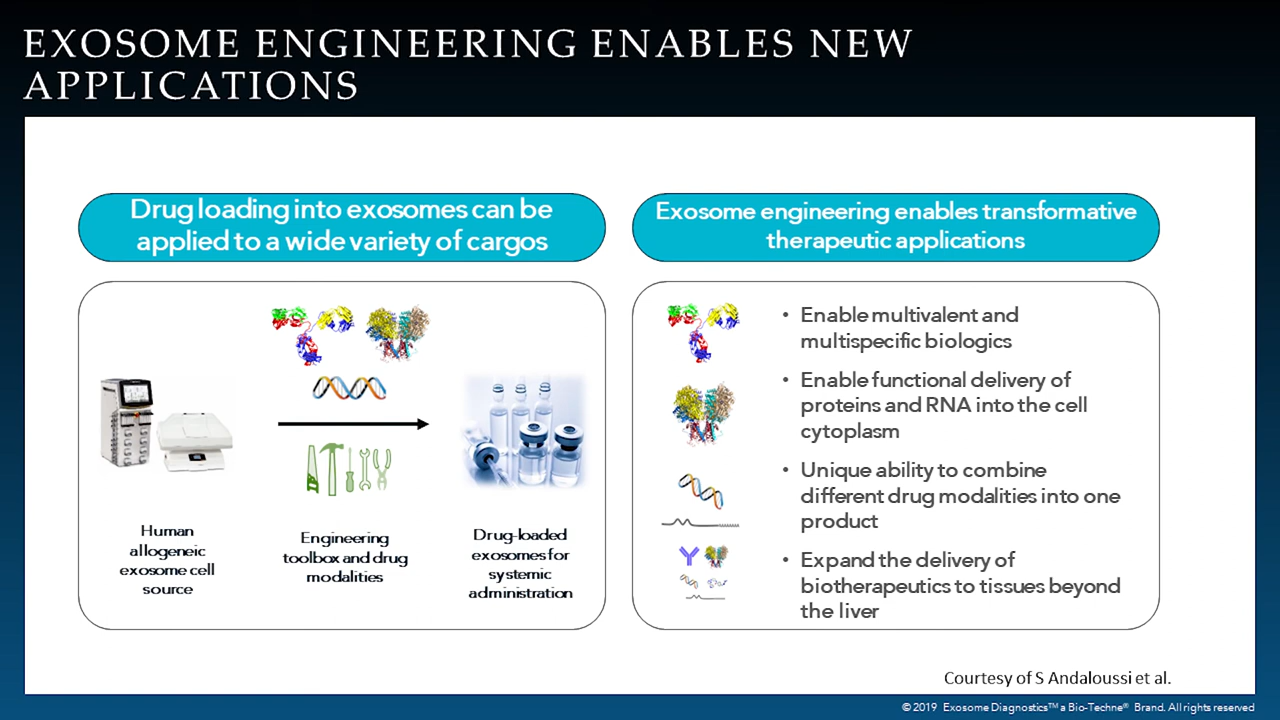 EXOSOME ENGINEERING ENABLES NEW
APPLICATIONS
Drug loading into exosomes can be
applied to a wide variety of cargos
Human
allogeneic
exosome cell
source
Engineering
toolbox and drug
modalities
Drug-loaded
exosomes for
systemic
administration
Exosome engineering enables transformative
therapeutic applications
• Enable multivalent and
multispecific biologics
• Enable functional delivery of
proteins and RNA into the cell
cytoplasm
• Unique ability to combine
different drug modalities into one
product
• Expand the delivery of
biotherapeutics to tissues beyond
the liver
Courtesy of S Andaloussi et al.
© 2019 Exosome Diagnostics™ a Bio-Techne® Brand. All rights reserved